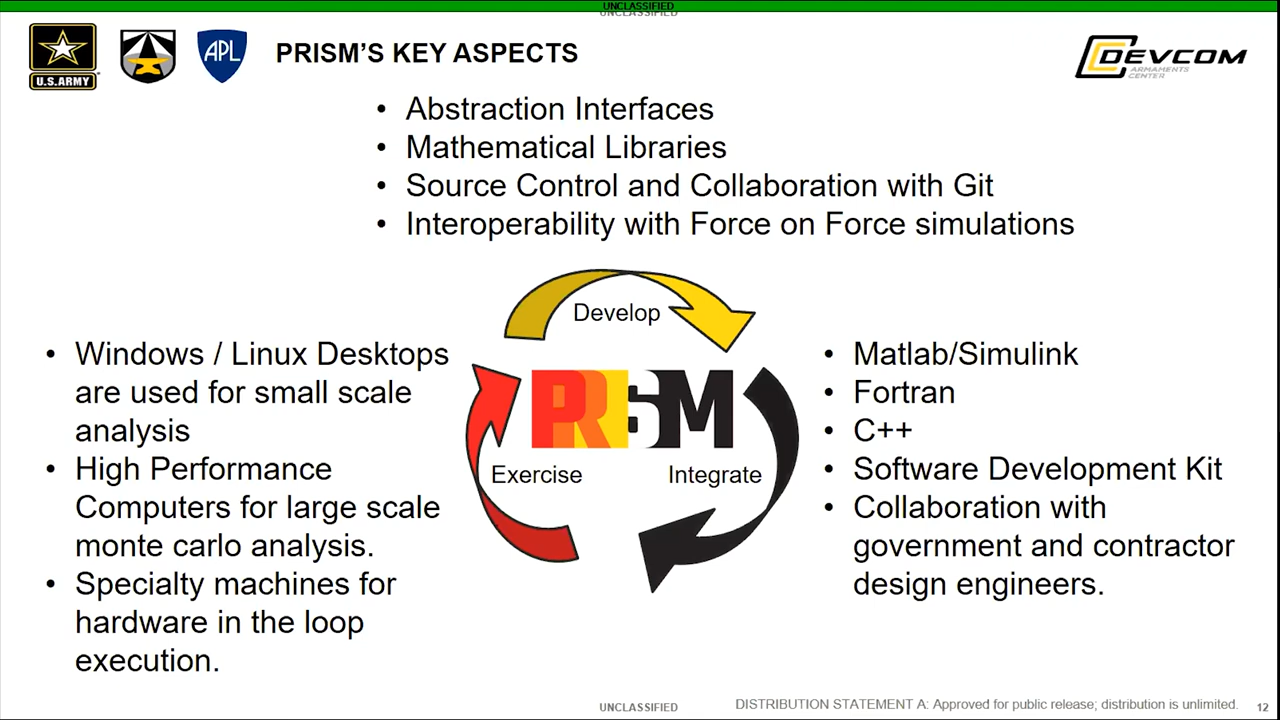 UNCLASSIFIED
UNCLASSIFIED
U.S.ARMY
APL
PRISM'S KEY ASPECTS
DEVCOM
ARMAMENTS
CENTER
• Abstraction Interfaces
• Mathematical Libraries
• Source Control and Collaboration with Git
• Interoperability with Force on Force simulations
Develop
• Windows / Linux Desktops
are used for small scale
analysis
• High Performance
Computers for large scale
monte carlo analysis.
• Specialty machines for
hardware in the loop
execution.
PRISM
Exercise
Integrate
• Matlab/Simulink
• Fortran
• C++
• Software Development Kit
• Collaboration with
government and contractor
design engineers.
UNCLASSIFIED
DISTRIBUTION STATEMENT A: Approved for public release; distribution is unlimited.
12